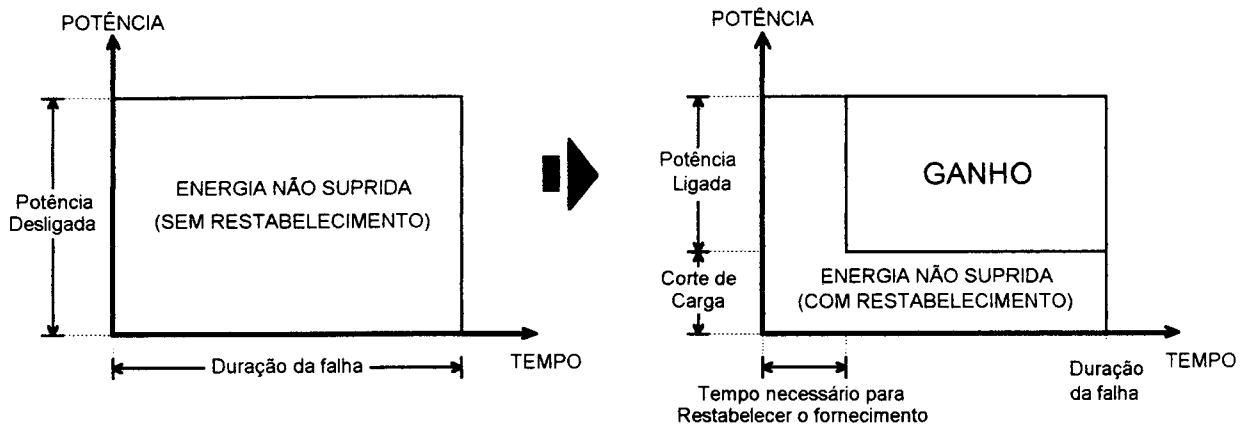 POTÊNCIA
Potência
Desligada
ENERGIA NÃO SUPRIDA
(SEM RESTABELECIMENTO)
Duração da falha
TEMPO
POTÊNCIA
Potência
Ligada
GANHO
Corte de
Carga
ENERGIA NÃO SUPRIDA
(COM RESTABELECIMENTO)
Tempo necessário para
Restabelecer o fornecimento
Duração
da falha
TEMPO